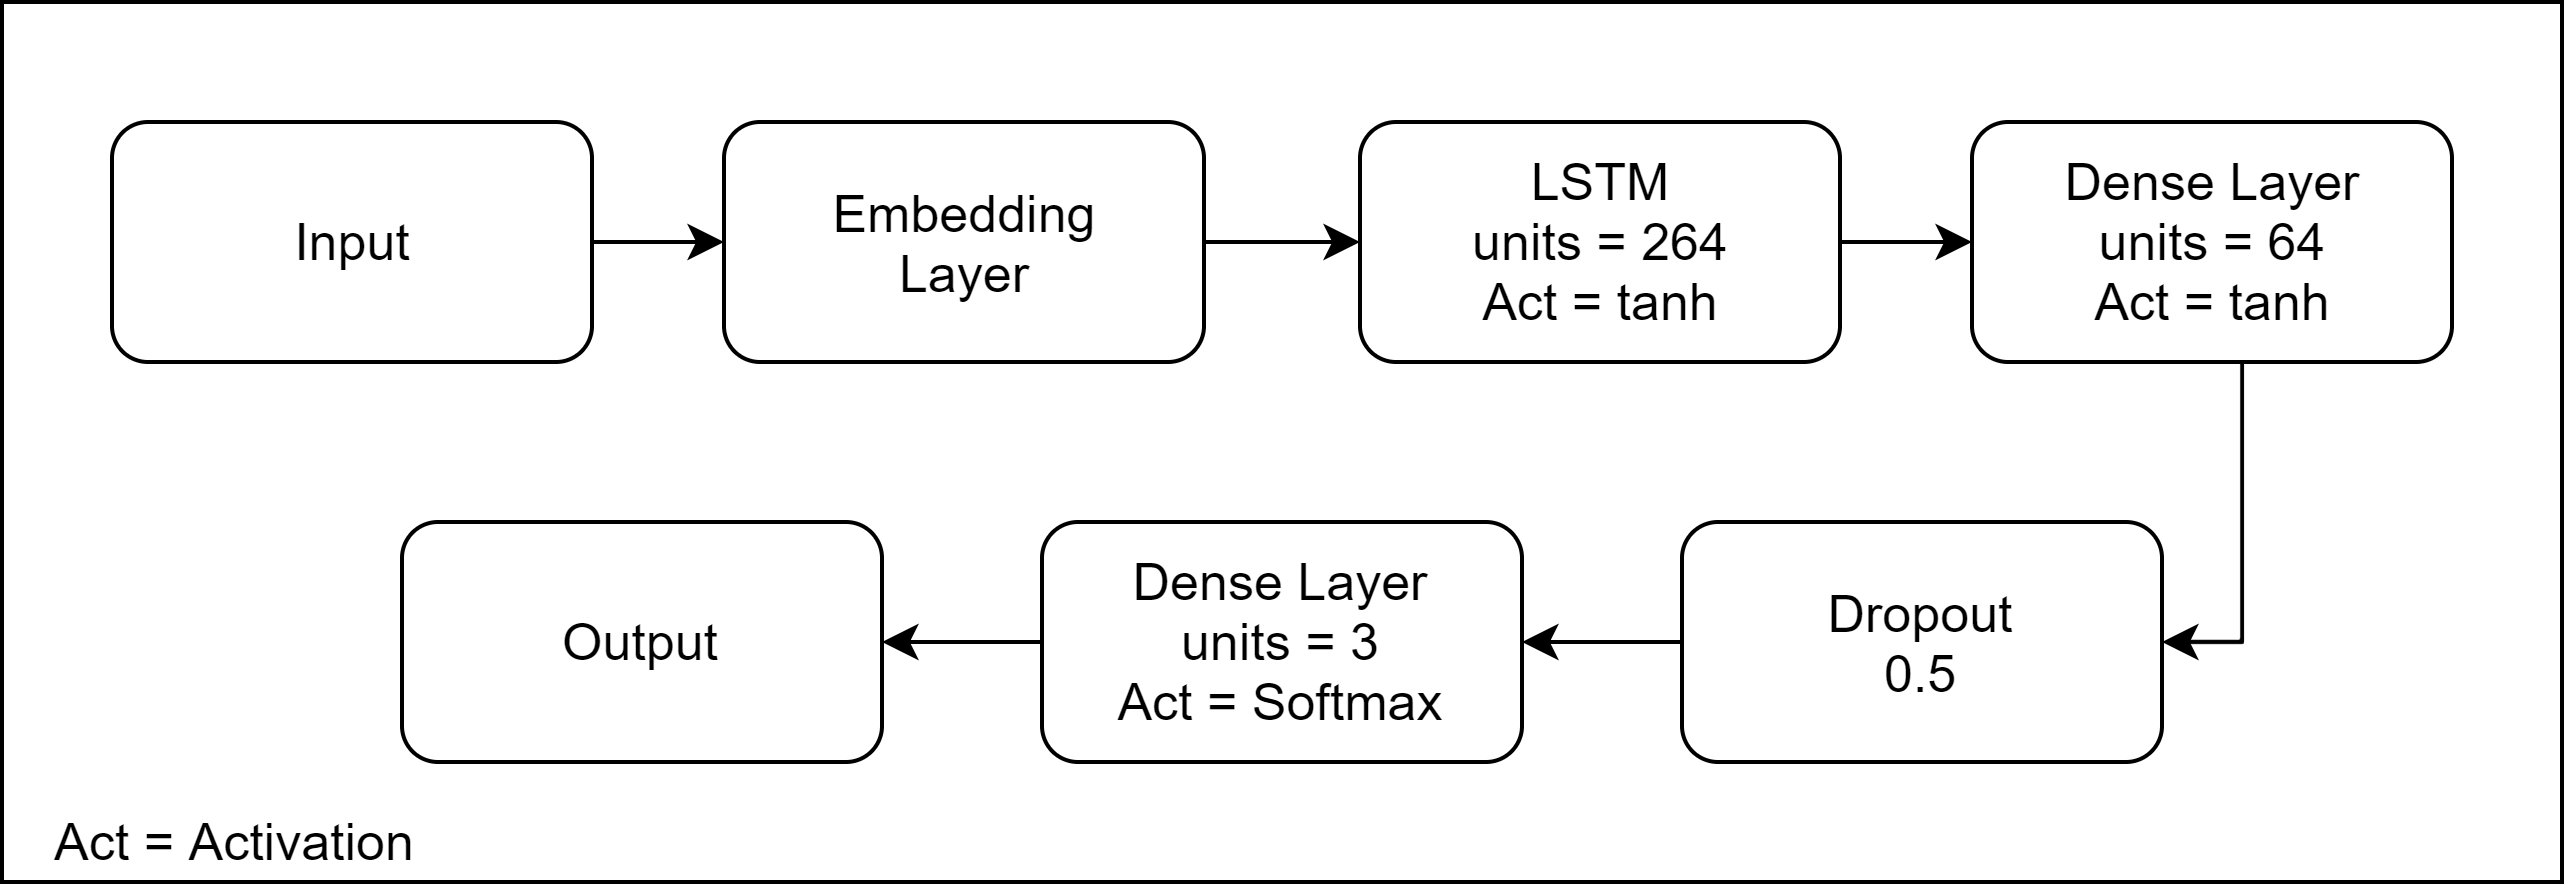 Input
Embedding
Layer
LSTM
units = 264
Act = tanh
Dense Layer
units = 64
Act = tanh
Dropout
0.5
Dense Layer
units = 3
Act = Softmax
Output
Act = Activation